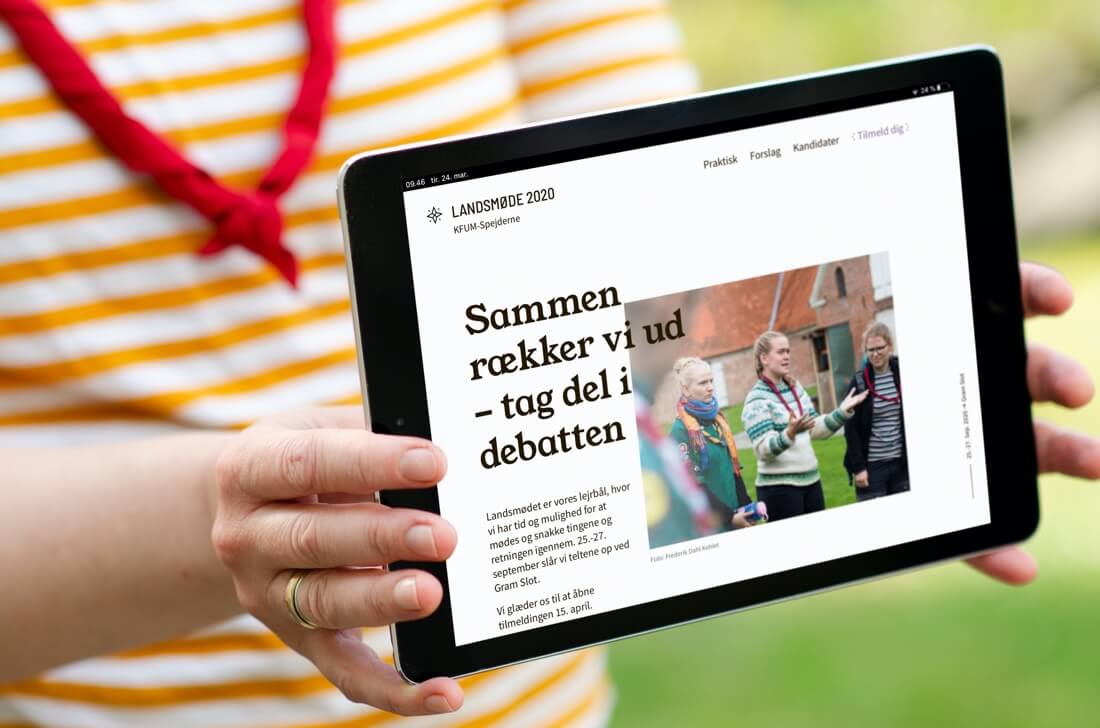 09.46 tir. 24. mar.
24 %
Praktisk Forslag Kandidater Tilmeld dig
LANDSMØDE 2020
KFUM-Spejderne
Sammen
rækker vi ud
– tag del i
debatten
Landsmødet er vores lejrbål, hvor
vi har tid og mulighed for at
mødes og snakke tingene og
retningen igennem. 25.-27.
september slår vi teltene op ved
Gram Slot.
Vi glæder os til at åbne
tilmeldingen 15. april.
Foto: Frederik Dahl Kehlet
25.-27. Sep. 2020 → Gram Slot